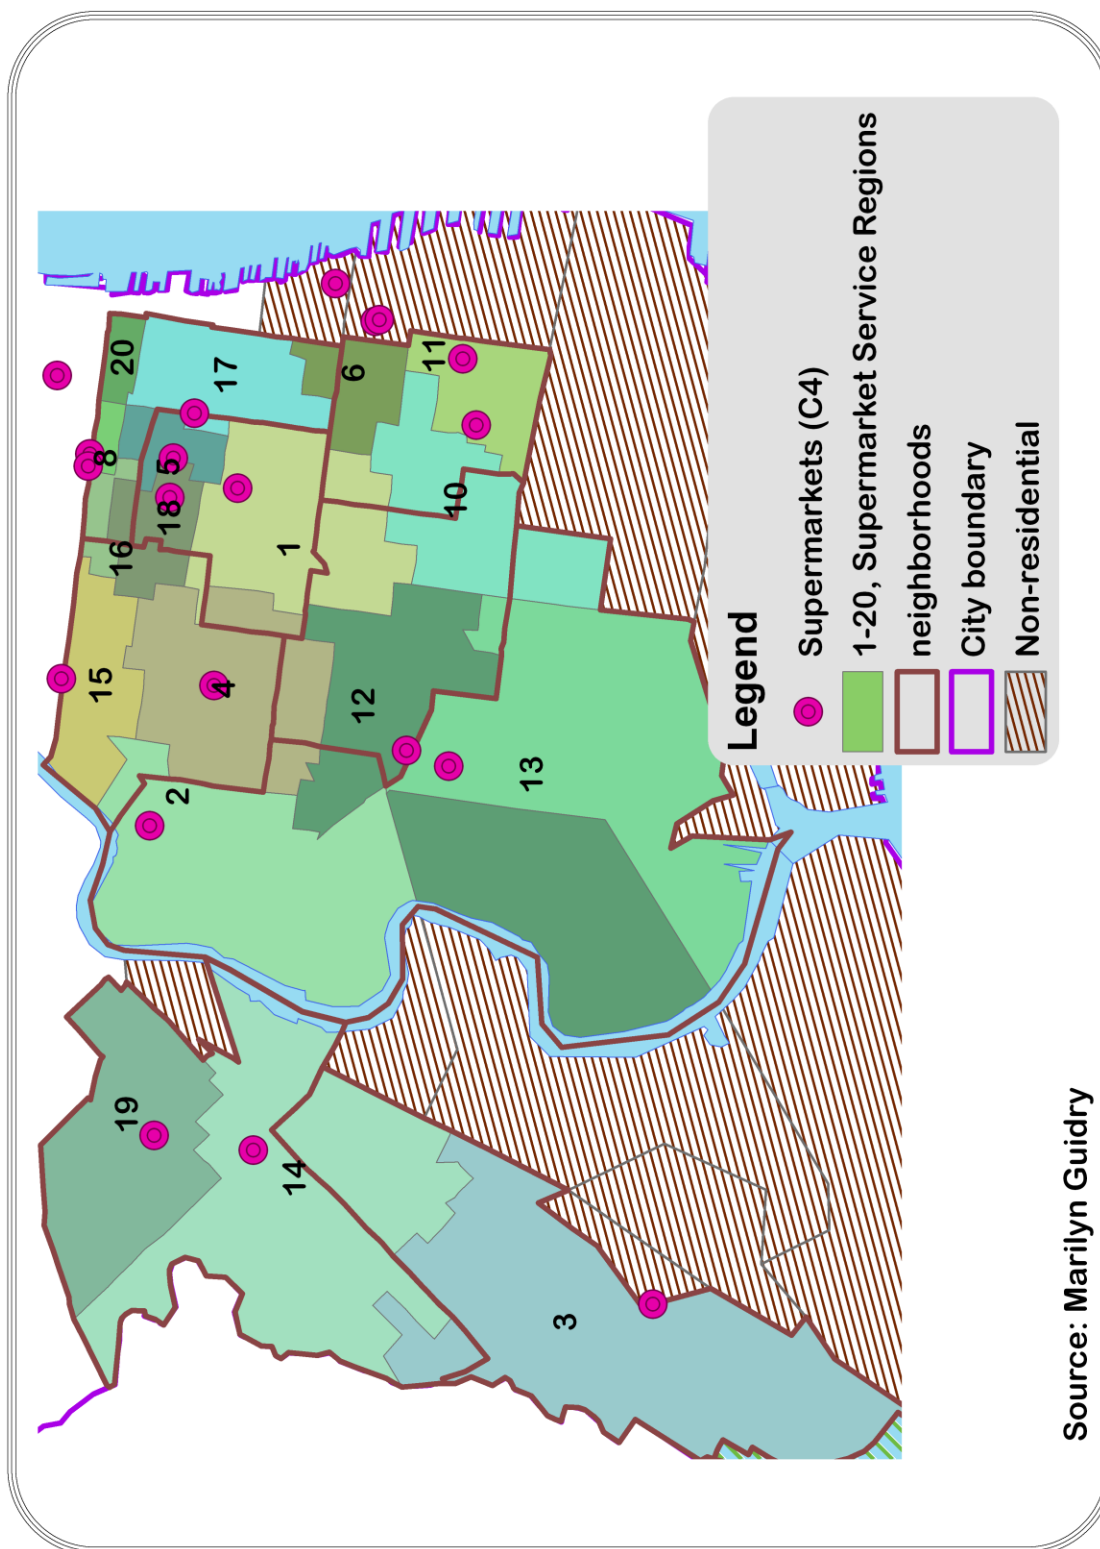 20
17
8
5
18
16
1
6
11
10
15
4
12
2
13
19
14
3
Legend
Supermarkets (C4)
1-20, Supermarket Service Regions
neighborhoods
City boundary
Non-residential
Source: Marilyn Guidry